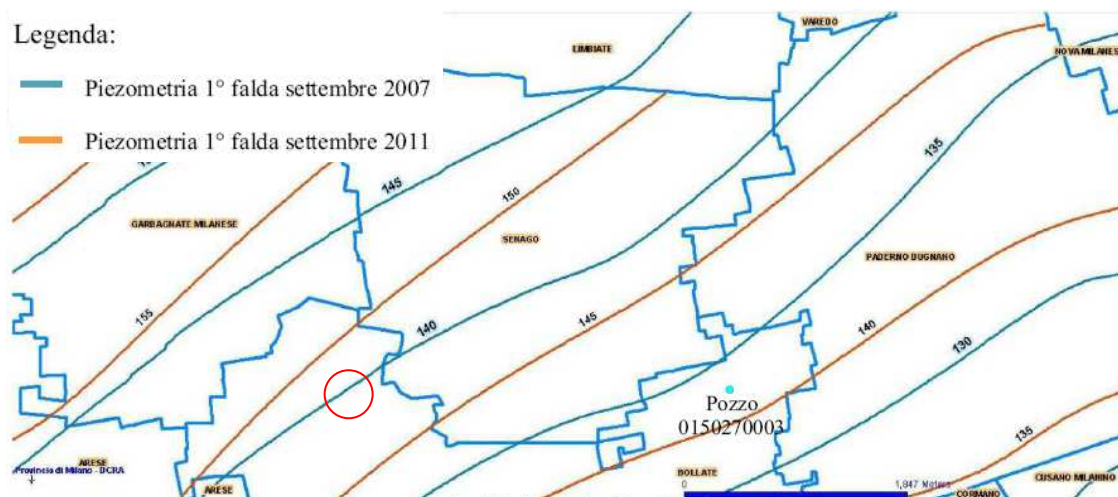 Legenda:
Piezometria 1° falda settembre 2007
Piezometria 1° falda settembre 2011
VAREDO
LIMBIATE
NOVA MILANESE
145
150
135
GARBAGNATE MILANESE
SENAGO
PADERNO DUGNANO
155
140
145
140
130
Pozzo
0150270003
135
ARESE
Provincia di Milano - DCRA
ARESE
BOLLATE
0
1,847 Meters
CORMANO
CUSANO MILANINO